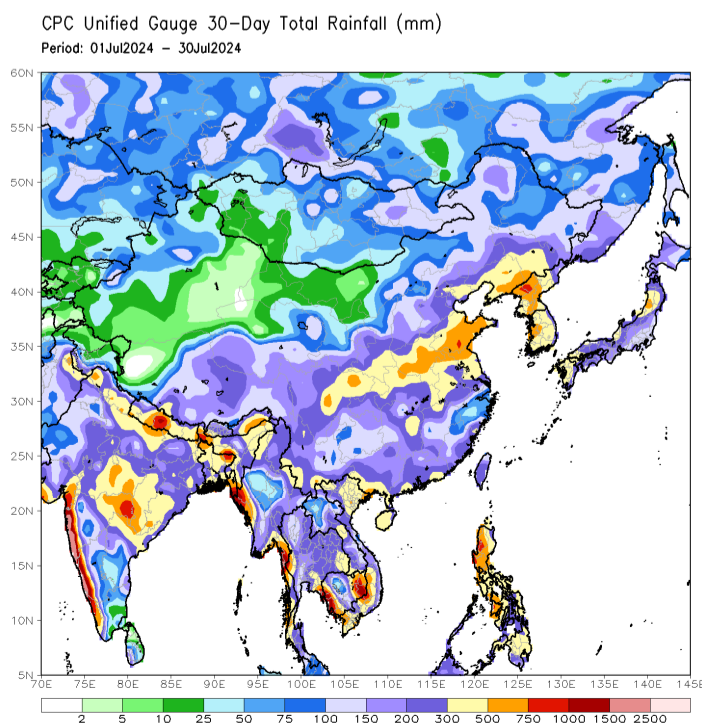 CPC Unified Gauge 30-Day Total Rainfall (mm)
Period: 01Jul2024 - 30Jul2024
60N
55N
50N
45N
40N
35N
30N
25N
20N
15N
10N
5N
70E 75E 80E 85E 90E 95E 100E 105E 110E 115E 120E 125E 130E 135E 140E 145E
2 5 10 25 50 75 100 150 200 300 500 750 1000 1500 2500